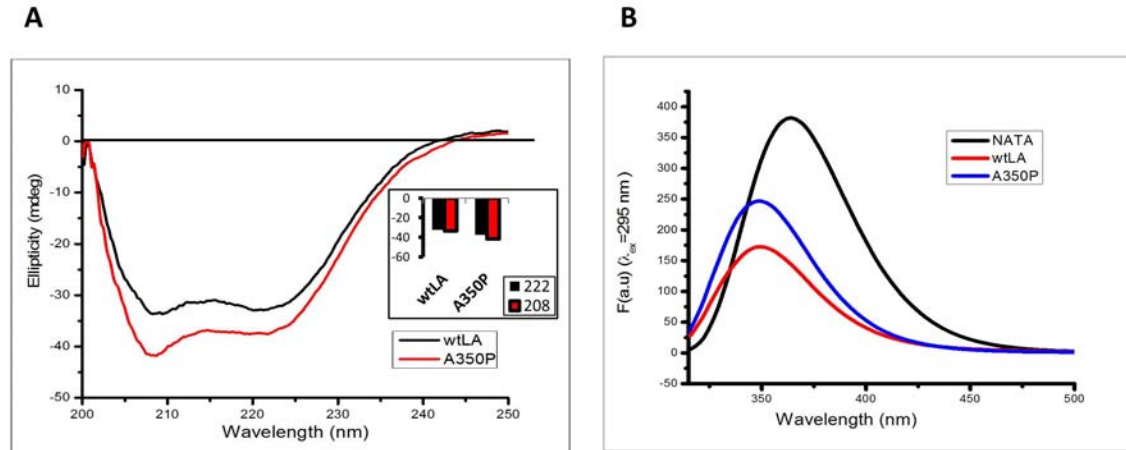 A
B
10
0
-10
-20
-30
-40
-50
200
210
220
230
240
250
Ellipticity (mdeg)
Wavelength (nm)
0
-20
-40
-60
wtLA
A350P
222
208
wtLA
A350P
400
350
300
250
200
150
100
50
0
-50
350
400
450
500
F(a.u) (λex=295 nm)
Wavelength (nm)
NATA
wtLA
A350P